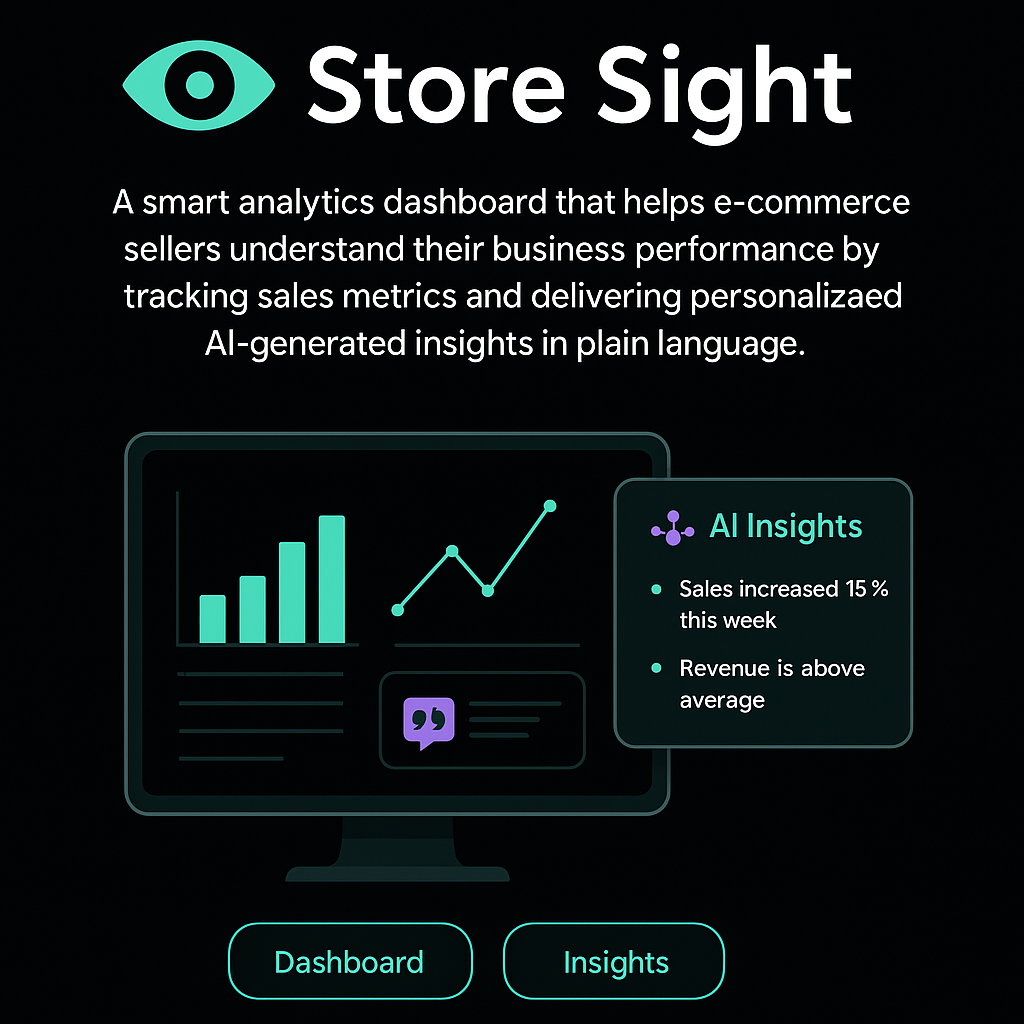 Store Sight
A smart analytics dashboard that helps e-commerce
sellers understand their business performance by
tracking sales metrics and delivering personalizaed
AI-generated insights in plain language.
AI Insights
Sales increased 15 %
this week
Revenue is above
average
Dashboard
Insights